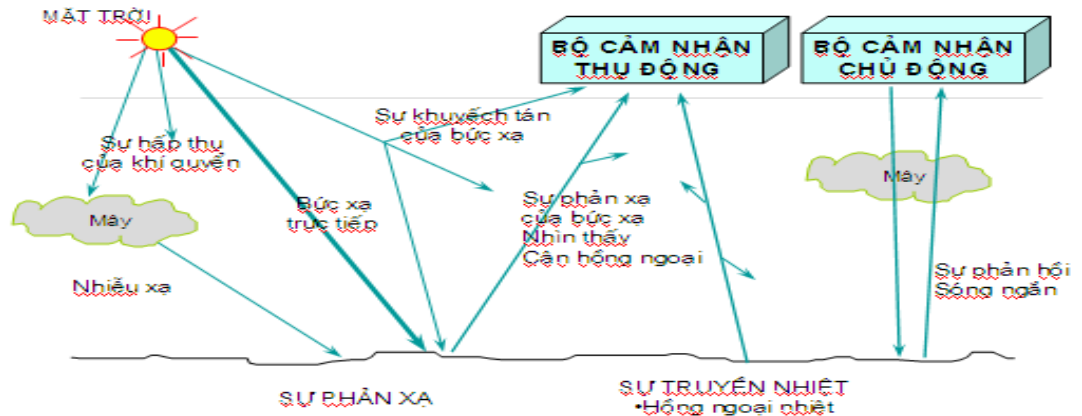 MẶT TRỜI
BỘ CẢM NHẬN
THỤ ĐỘNG
BỘ CẢM NHẬN
CHỦ ĐỘNG
Sự hấp thụ
của khí quyển
Sự khuyếch tán
của bức xạ
Mây
Bức xạ
trực tiếp
Sự phản xạ
của bức xạ
Nhìn thấy
Cận hồng ngoại
Mây
Nhiễu xạ
Sự phản hồi
Sóng ngắn
SỰ PHẢN XẠ
SỰ TRUYỀN NHIỆT
•Hồng ngoại nhiệt